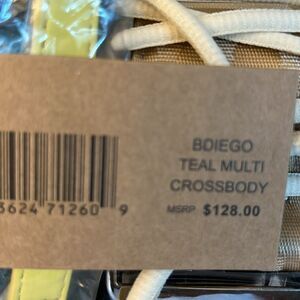 BDIEGO
TEAL MULTI
CROSSBODY
MSRP $128.00
3624 71260 9